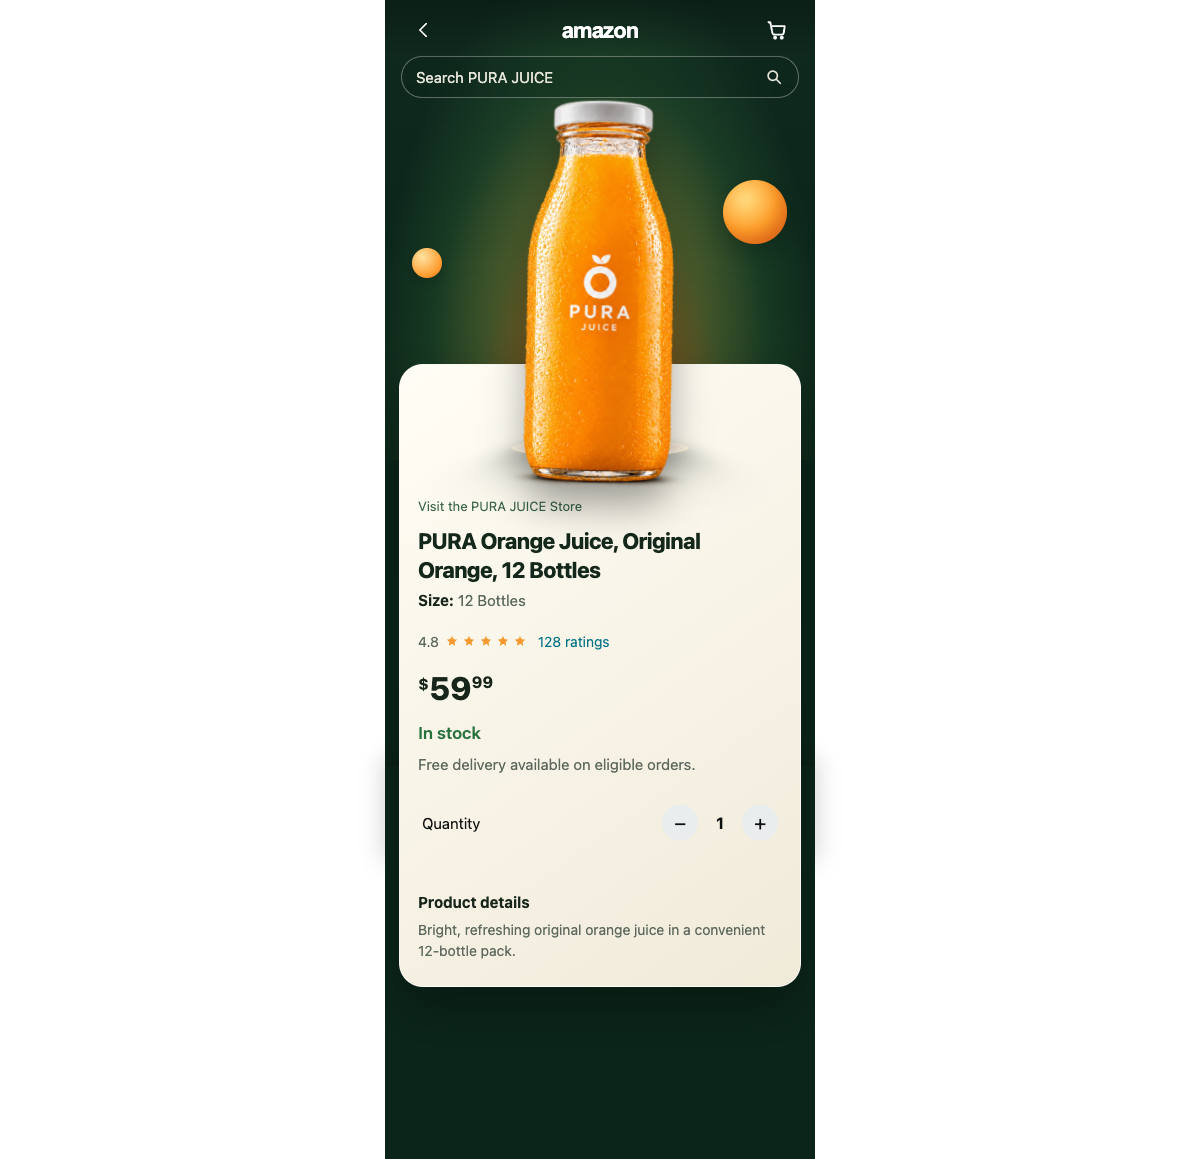 amazon
Search PURA JUICE
PURA
JUICE
Visit the PURA JUICE Store
PURA Orange Juice, Original
Orange, 12 Bottles
Size: 12 Bottles
4.8 ★ ★ ★ ★ ★ 128 ratings
$59 99
In stock
Free delivery available on eligible orders.
Quantity − 1 +
Product details
Bright, refreshing original orange juice in a convenient
12-bottle pack.